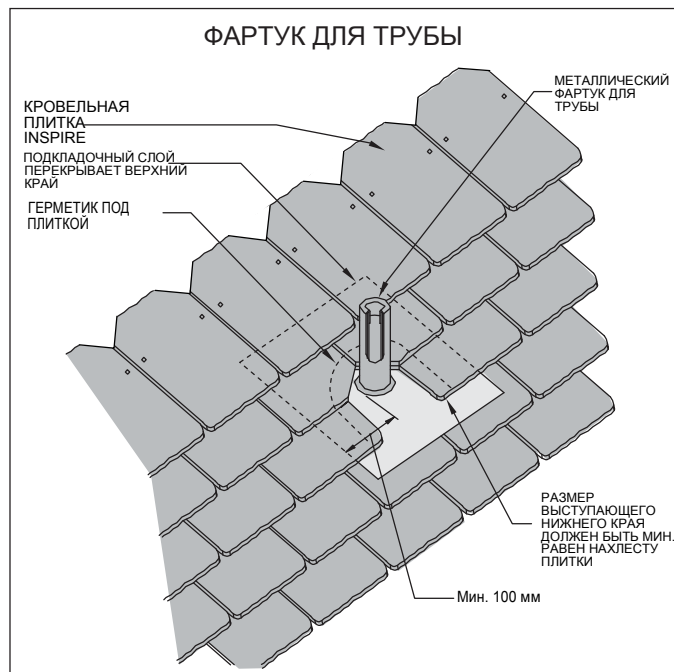 ФАРТУК ДЛЯ ТРУБЫ
КРОВЕЛЬНАЯ
ПЛИТКА
INSPIRE
ПОДКЛАДОЧНЫЙ СЛОЙ
ПЕРЕКРЫВАЕТ ВЕРХНИЙ
КРАЙ
ГЕРМЕТИК ПОД
ПЛИТКОЙ
МЕТАЛЛИЧЕСКИЙ
ФАРТУК ДЛЯ
ТРУБЫ
РАЗМЕР
ВЫСТУПАЮЩЕГО
НИЖНЕГО КРАЯ
ДОЛЖЕН БЫТЬ МИН.
РАВЕН НАХЛЕСТУ
ПЛИТКИ
Мин. 100 мм